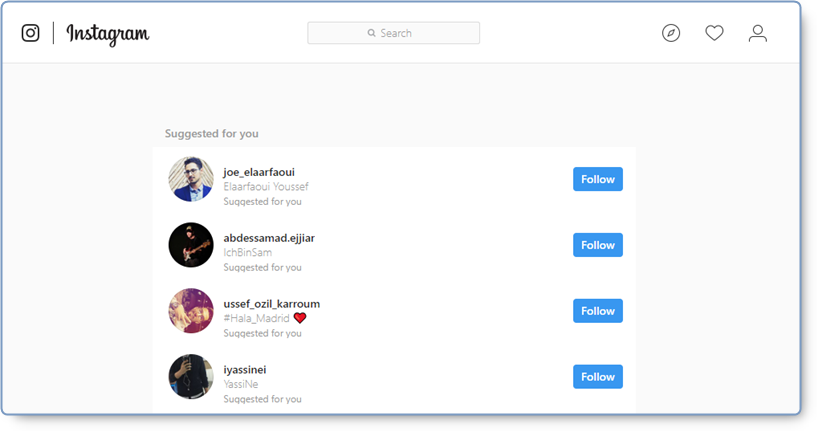 Instagram
Search
Suggested for you
joe_elaarfaoui
Elaarfaoui Youssef
Suggested for you
Follow
abdessamad.ejjiar
IchBinSam
Suggested for you
Follow
ussef_ozil_karroum
#Hala_Madrid ❤
Suggested for you
Follow
iyassinei
YassiNe
Suggested for you
Follow